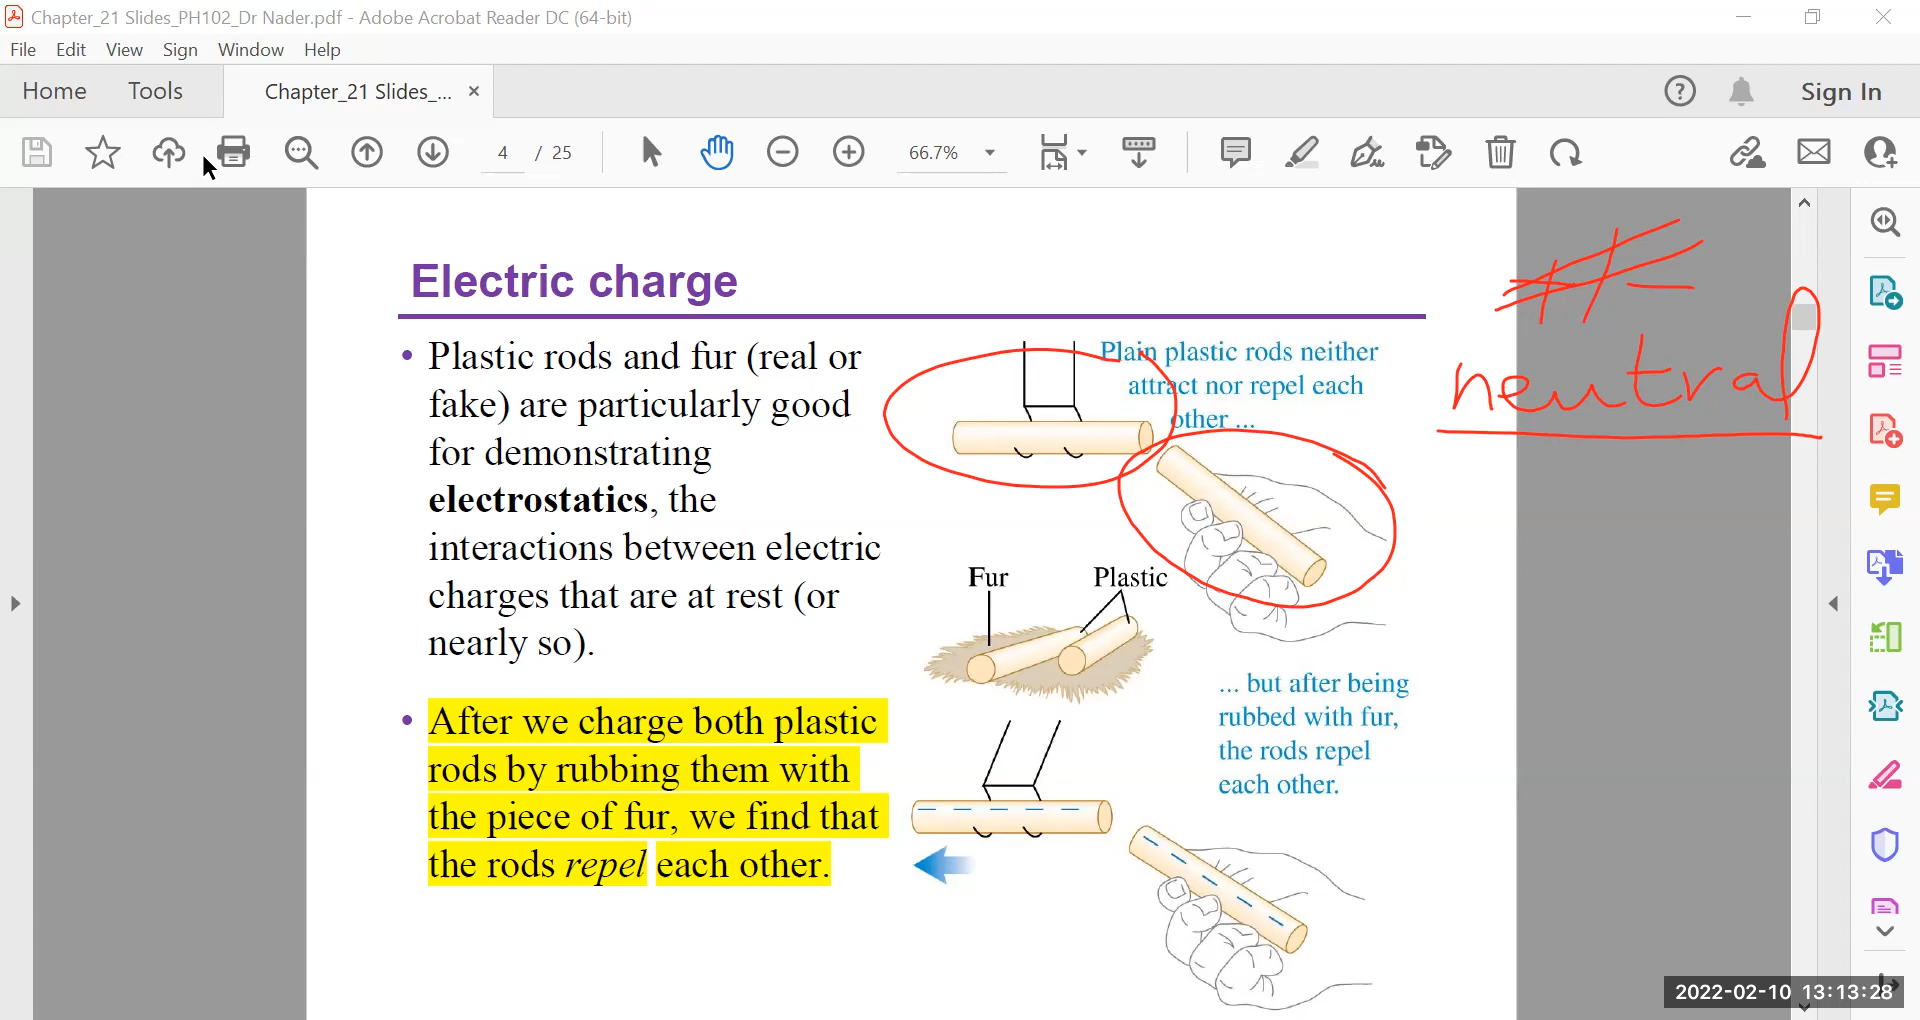 Chapter_21 Slides_PH102_Dr Nader.pdf - Adobe Acrobat Reader DC (64-bit)
File Edit View Sign Window Help
Home Tools Chapter_21 Slides_... × Sign In
4 / 25 66.7%
Electric charge
• Plastic rods and fur (real or
fake) are particularly good
for demonstrating
electrostatics, the
interactions between electric
charges that are at rest (or
nearly so).
• After we charge both plastic
rods by rubbing them with
the piece of fur, we find that
the rods repel each other.
Plain plastic rods neither
attract nor repel each
other ...
Fur Plastic
... but after being
rubbed with fur,
the rods repel
each other.
neutral
2022-02-10 13:13:28